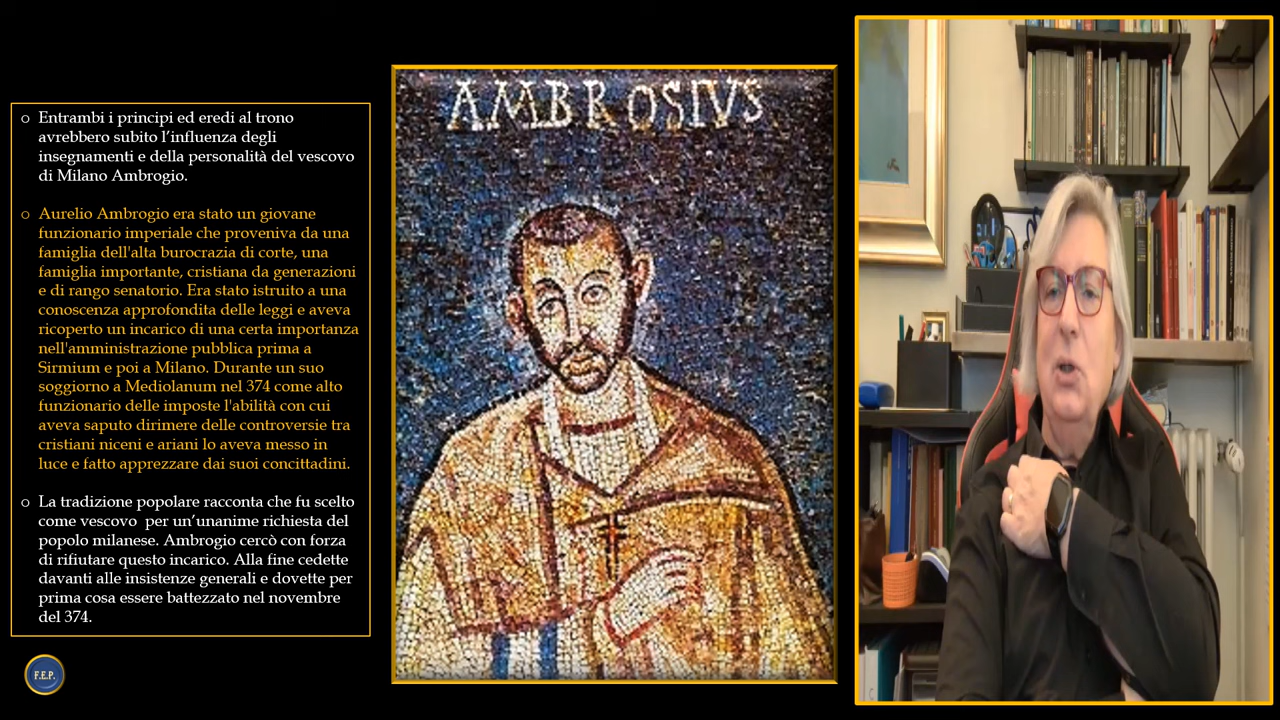 Entrambi i principi ed eredi al trono
avrebbero subito l'influenza degli
insegnamenti e della personalità del vescovo
di Milano Ambrogio.
Aurelio Ambrogio era stato un giovane
funzionario imperiale che proveniva da una
famiglia dell'alta burocrazia di corte, una
famiglia importante, cristiana da generazioni
e di rango senatorio. Era stato istruito a una
conoscenza approfondita delle leggi e aveva
ricoperto un incarico di una certa importanza
nell'amministrazione pubblica prima a
Sirmium e poi a Milano. Durante un suo
soggiorno a Mediolanum nel 374 come alto
funzionario delle imposte l'abilità con cui
aveva saputo dirimere delle controversie tra
cristiani niceni e ariani lo aveva messo in
luce e fatto apprezzare dai suoi concittadini.
La tradizione popolare racconta che fu scelto
come vescovo per un'unanime richiesta del
popolo milanese. Ambrogio cercò con forza
di rifiutare questo incarico. Alla fine cedette
davanti alle insistenze generali e dovette per
prima cosa essere battezzato nel novembre
del 374.
F.E.P.
AMBROSIVS